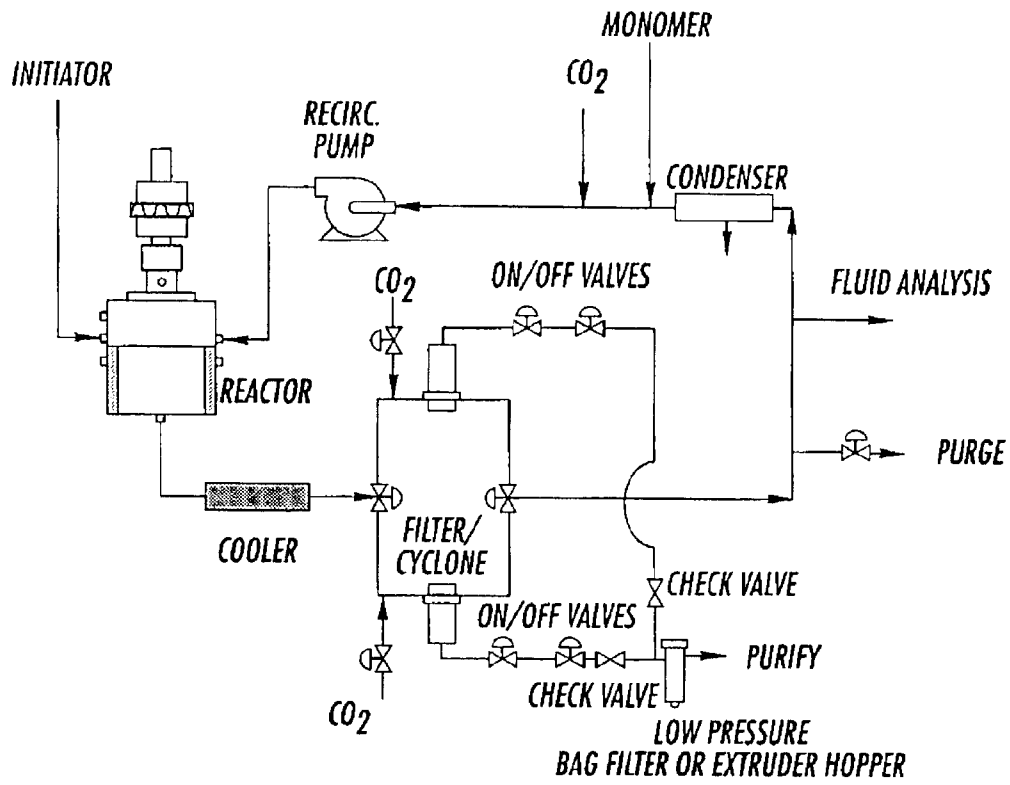 MONOMER
CO2
INITIATOR
RECIRC.
PUMP
CONDENSER
CO2
ON/OFF VALVES
FLUID ANALYSIS
REACTOR
PURGE
FILTER/
CYCLONE
COOLER
CHECK VALVE
ON/OFF VALVES
PURIFY
CHECK VALVE
CO2
LOW PRESSURE
BAG FILTER OR EXTRUDER HOPPER